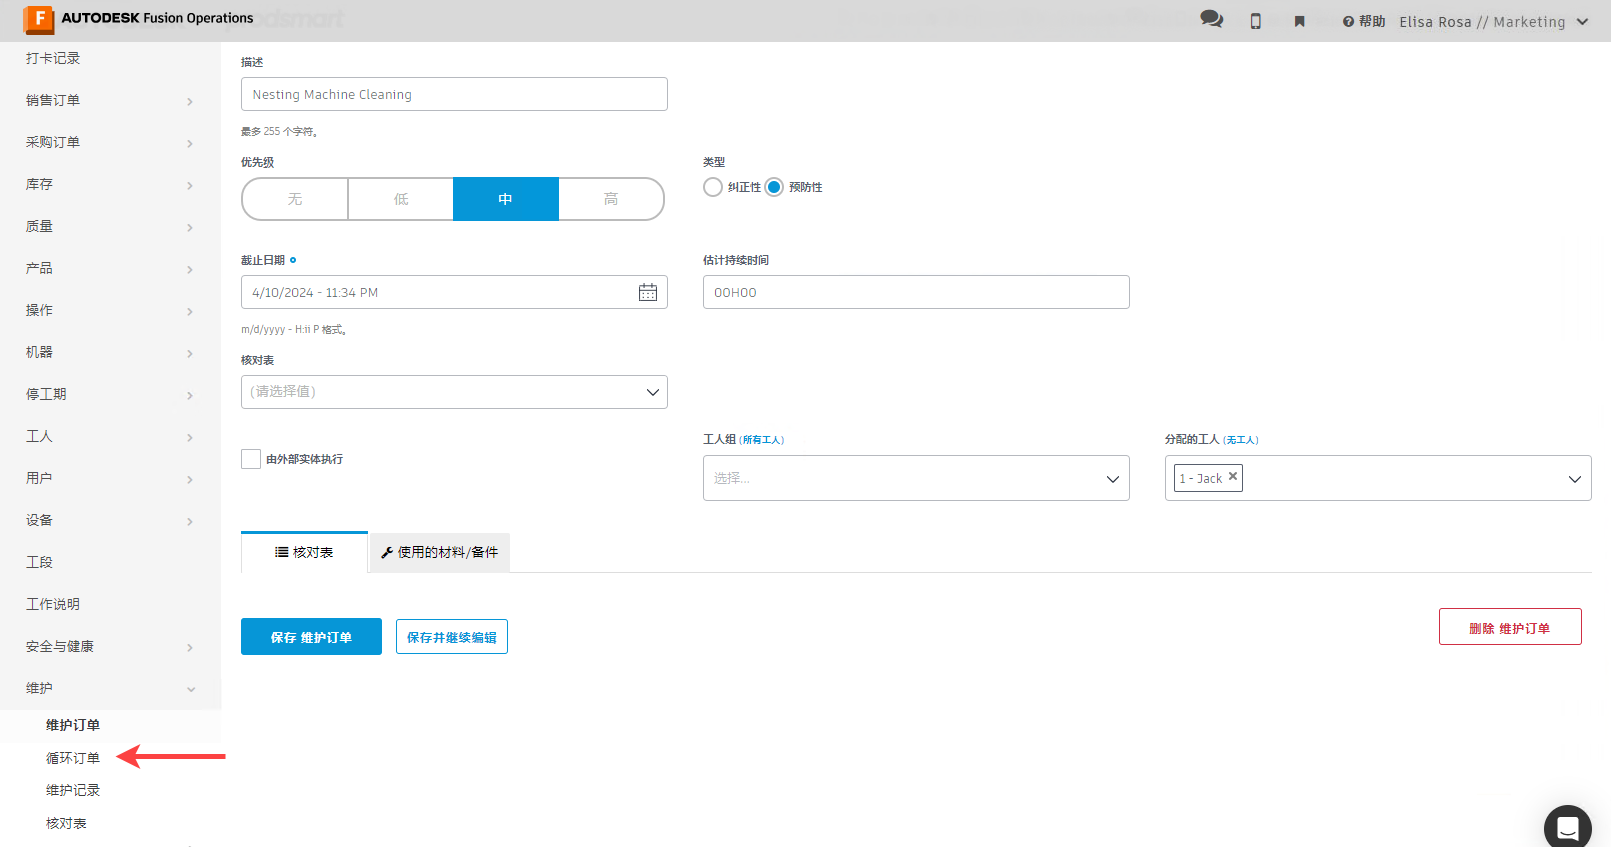 AUTODESK Fusion Operations
帮助
Elisa Rosa // Marketing
打卡记录
销售订单
采购订单
库存
质量
产品
操作
机器
停工期
工人
用户
设备
工段
工作说明
安全与健康
维护
维护订单
循环订单
维护记录
核对表
描述
Nesting Machine Cleaning
最多 255 个字符。
优先级
无 低 中 高
类型
纠正性 预防性
截止日期
4/10/2024 - 11:34 PM
m/d/yyyy - H:ii P 格式。
估计持续时间
00H00
核对表
(请选择值)
由外部实体执行
工人组 (所有工人)
选择...
分配的工人 (无工人)
1 - Jack
核对表
使用的材料/备件
保存 维护订单
保存并继续编辑
删除 维护订单